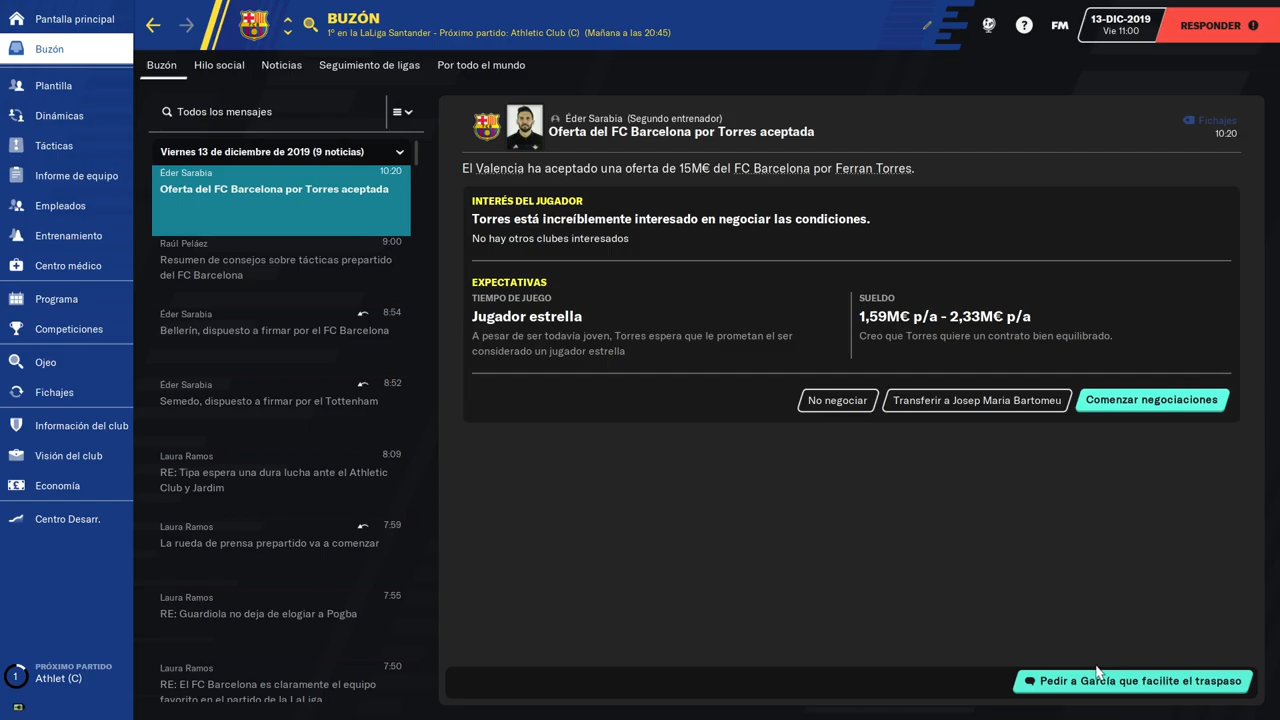 Pantalla principal
Buzón
Plantilla
Dinámicas
Tácticas
Informe de equipo
Empleados
Entrenamiento
Centro médico
Programa
Competiciones
Ojeo
Fichajes
Información del club
Visión del club
Economía
Centro Desarr.
PRÓXIMO PARTIDO
1 Athlet (C)
BUZÓN
1º en la LaLiga Santander - Próximo partido: Athletic Club (C) (Mañana a las 20:45)
FM
13-DIC-2019
Vie 11:00
RESPONDER
Buzón Hilo social Noticias Seguimiento de ligas Por todo el mundo
Todos los mensajes
Viernes 13 de diciembre de 2019 (9 noticias)
Éder Sarabia 10:20
Oferta del FC Barcelona por Torres aceptada
Raúl Peláez 9:00
Resumen de consejos sobre tácticas prepartido
del FC Barcelona
Éder Sarabia 8:54
Bellerín, dispuesto a firmar por el FC Barcelona
Éder Sarabia 8:52
Semedo, dispuesto a firmar por el Tottenham
Laura Ramos 8:09
RE: Tipa espera una dura lucha ante el Athletic
Club y Jardim
Laura Ramos 7:59
La rueda de prensa prepartido va a comenzar
Laura Ramos 7:55
RE: Guardiola no deja de elogiar a Pogba
Laura Ramos 7:50
RE: El FC Barcelona es claramente el equipo
favorito en el partido de la LaLiga
Éder Sarabia (Segundo entrenador)
Oferta del FC Barcelona por Torres aceptada
Fichajes
10:20
El Valencia ha aceptado una oferta de 15M€ del FC Barcelona por Ferran Torres.
INTERÉS DEL JUGADOR
Torres está increíblemente interesado en negociar las condiciones.
No hay otros clubes interesados
EXPECTATIVAS
TIEMPO DE JUEGO
Jugador estrella
A pesar de ser todavía joven, Torres espera que le prometan el ser
considerado un jugador estrella
SUELDO
1,59M€ p/a - 2,33M€ p/a
Creo que Torres quiere un contrato bien equilibrado.
No negociar Transferir a Josep Maria Bartomeu Comenzar negociaciones
Pedir a García que facilite el traspaso